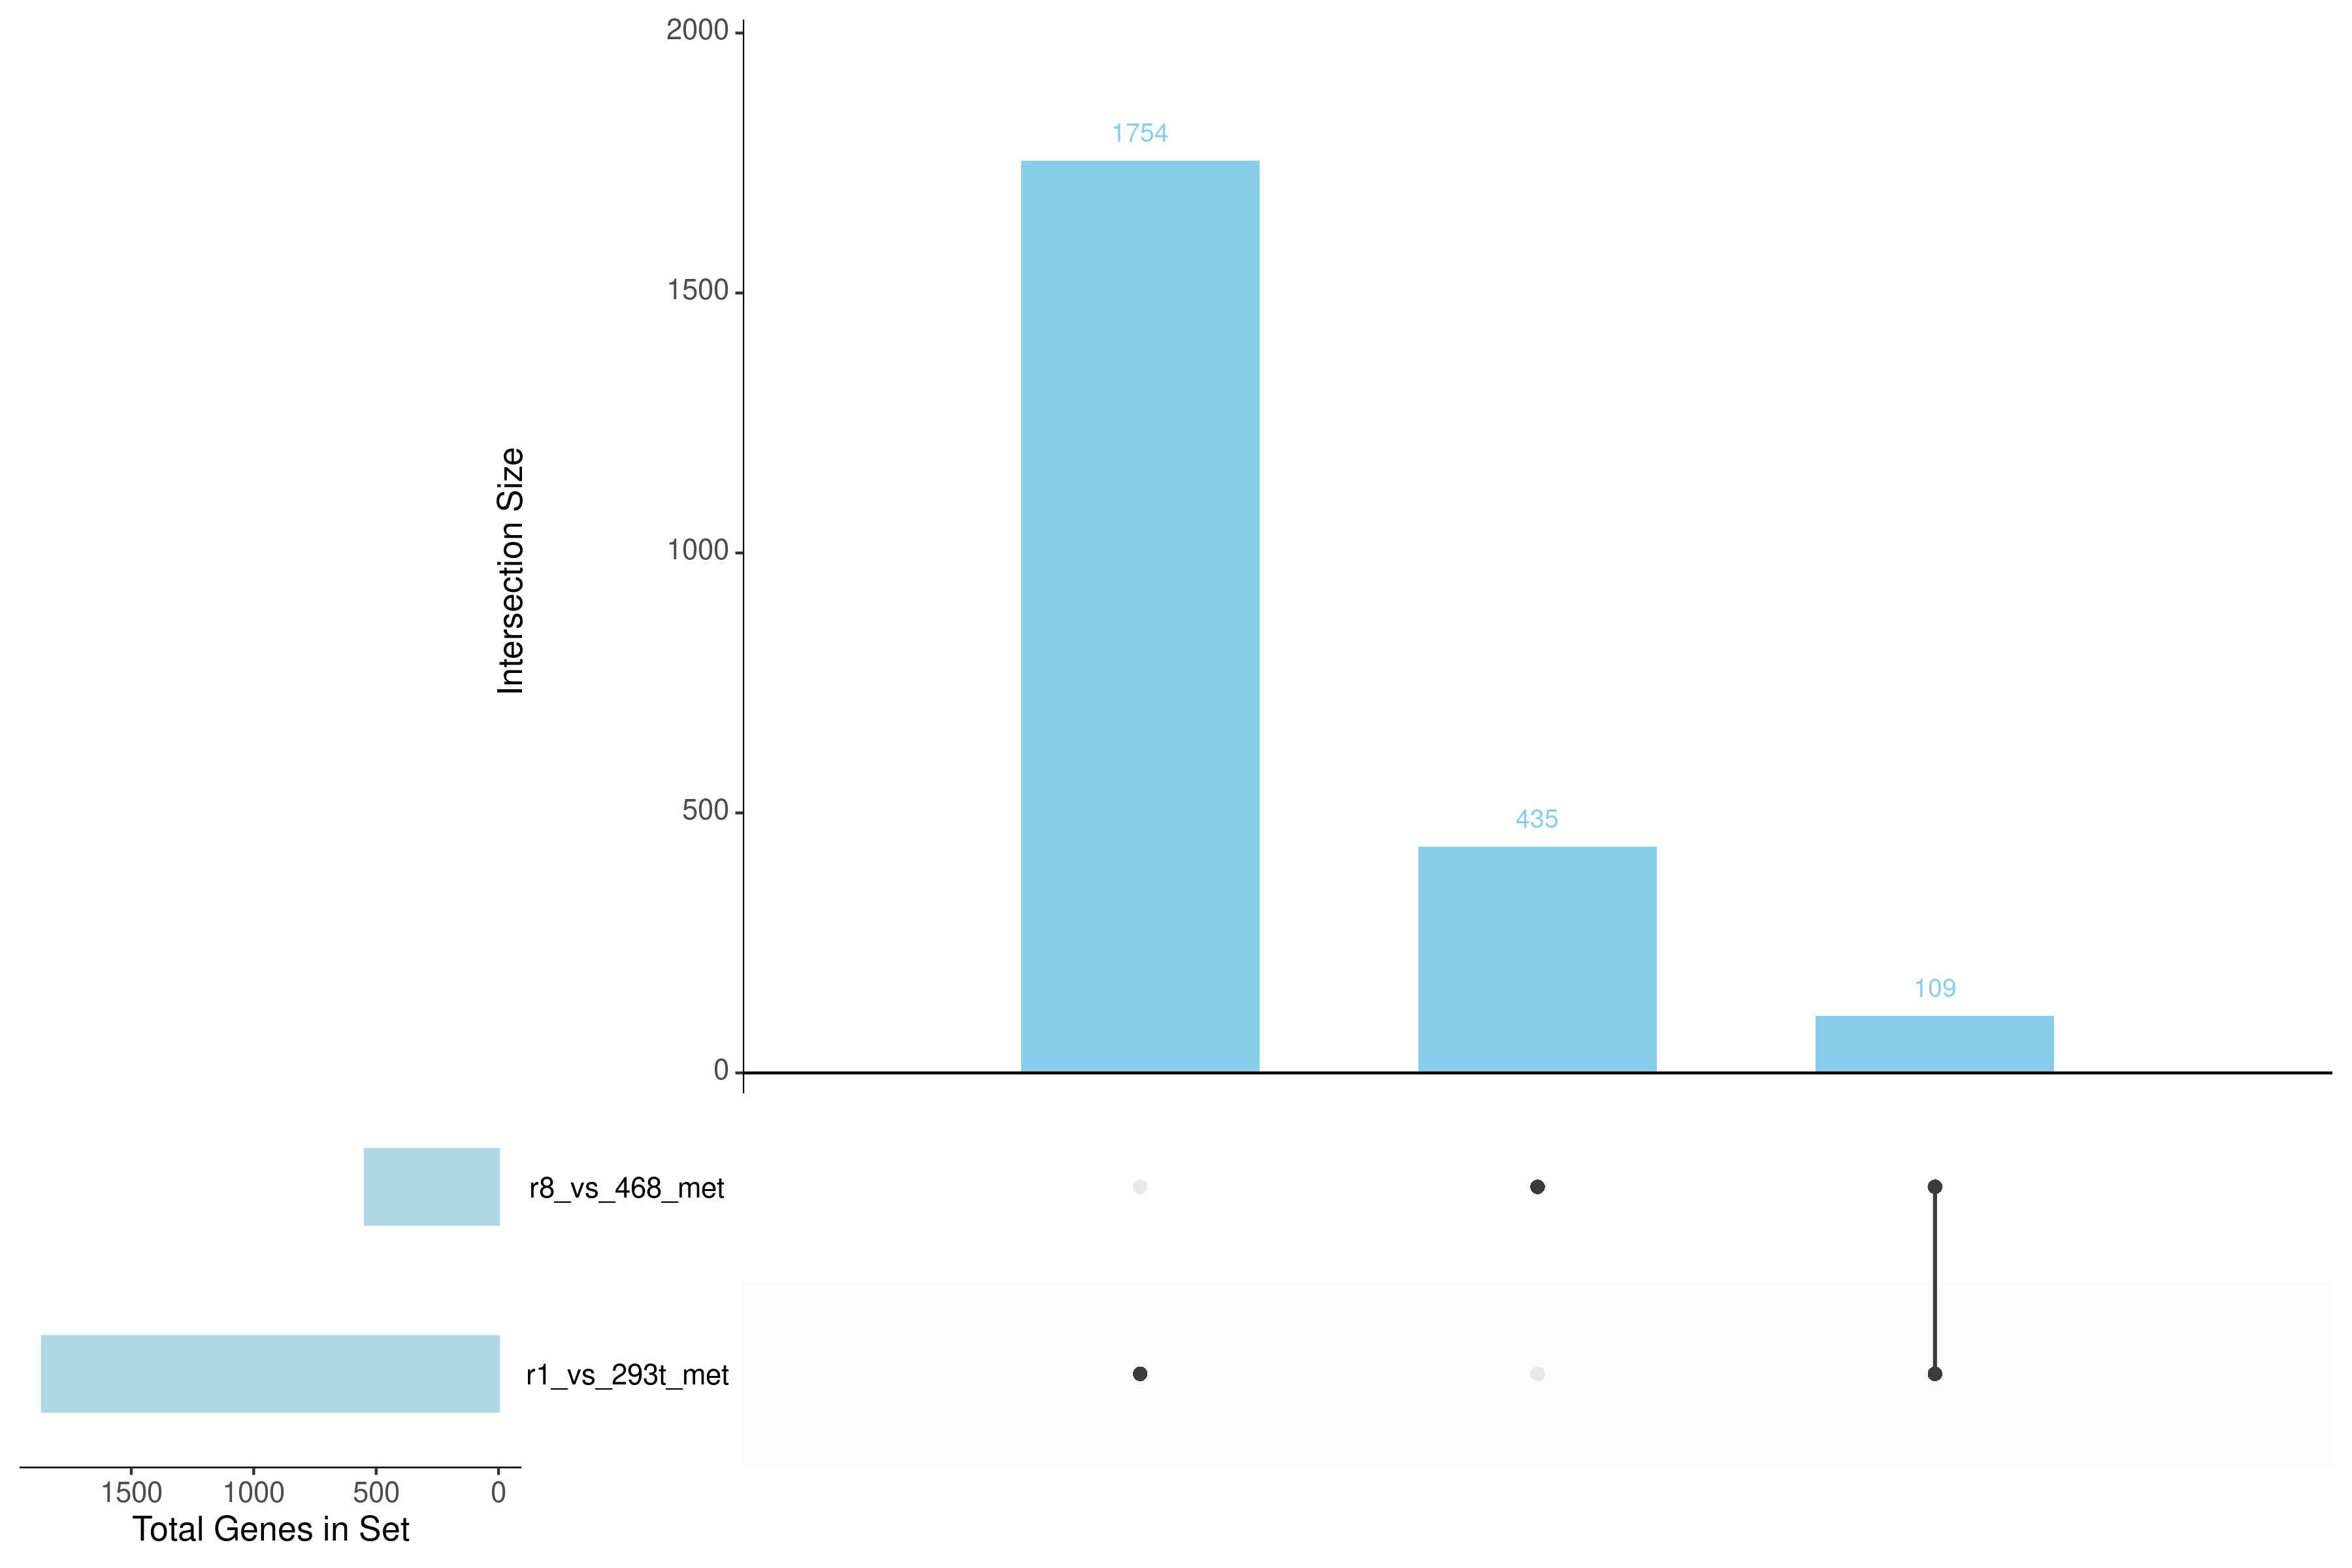 2000
1754
1500
Intersection Size
1000
500
435
109
0
r8_vs_468_met
r1_vs_293t_met
1500 1000 500 0
Total Genes in Set